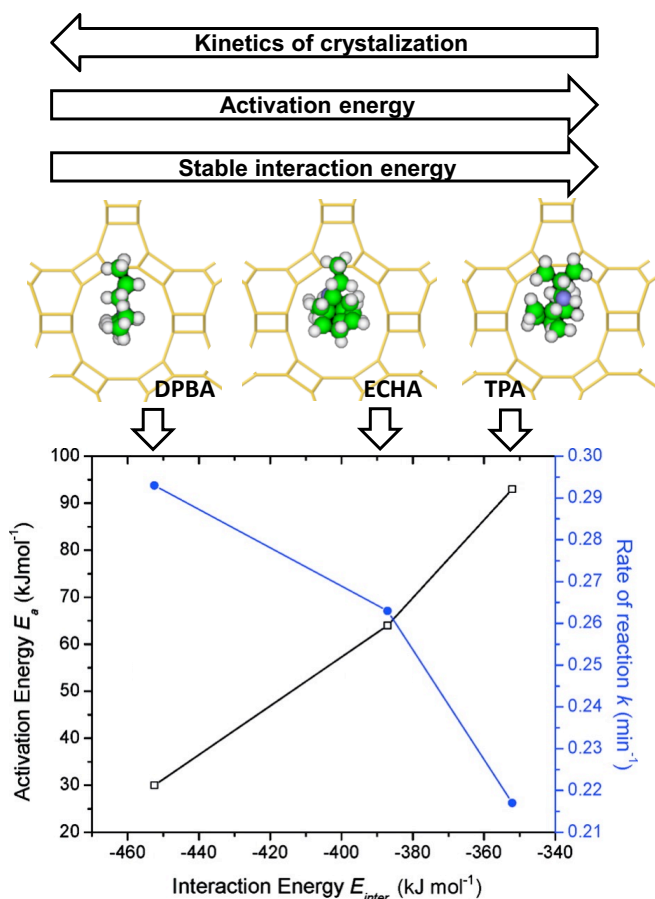 Kinetics of crystalization
Activation energy
Stable interaction energy
DPBA
ECHA
TPA
100
90
80
70
60
50
40
30
20
Activation Energy Eₐ (kJmol⁻¹)
0.30
0.29
0.28
0.27
0.26
0.25
0.24
0.23
0.22
0.21
Rate of reaction k (min⁻¹)
-460 -440 -420 -400 -380 -360 -340
Interaction Energy E_inter (kJ mol⁻¹)